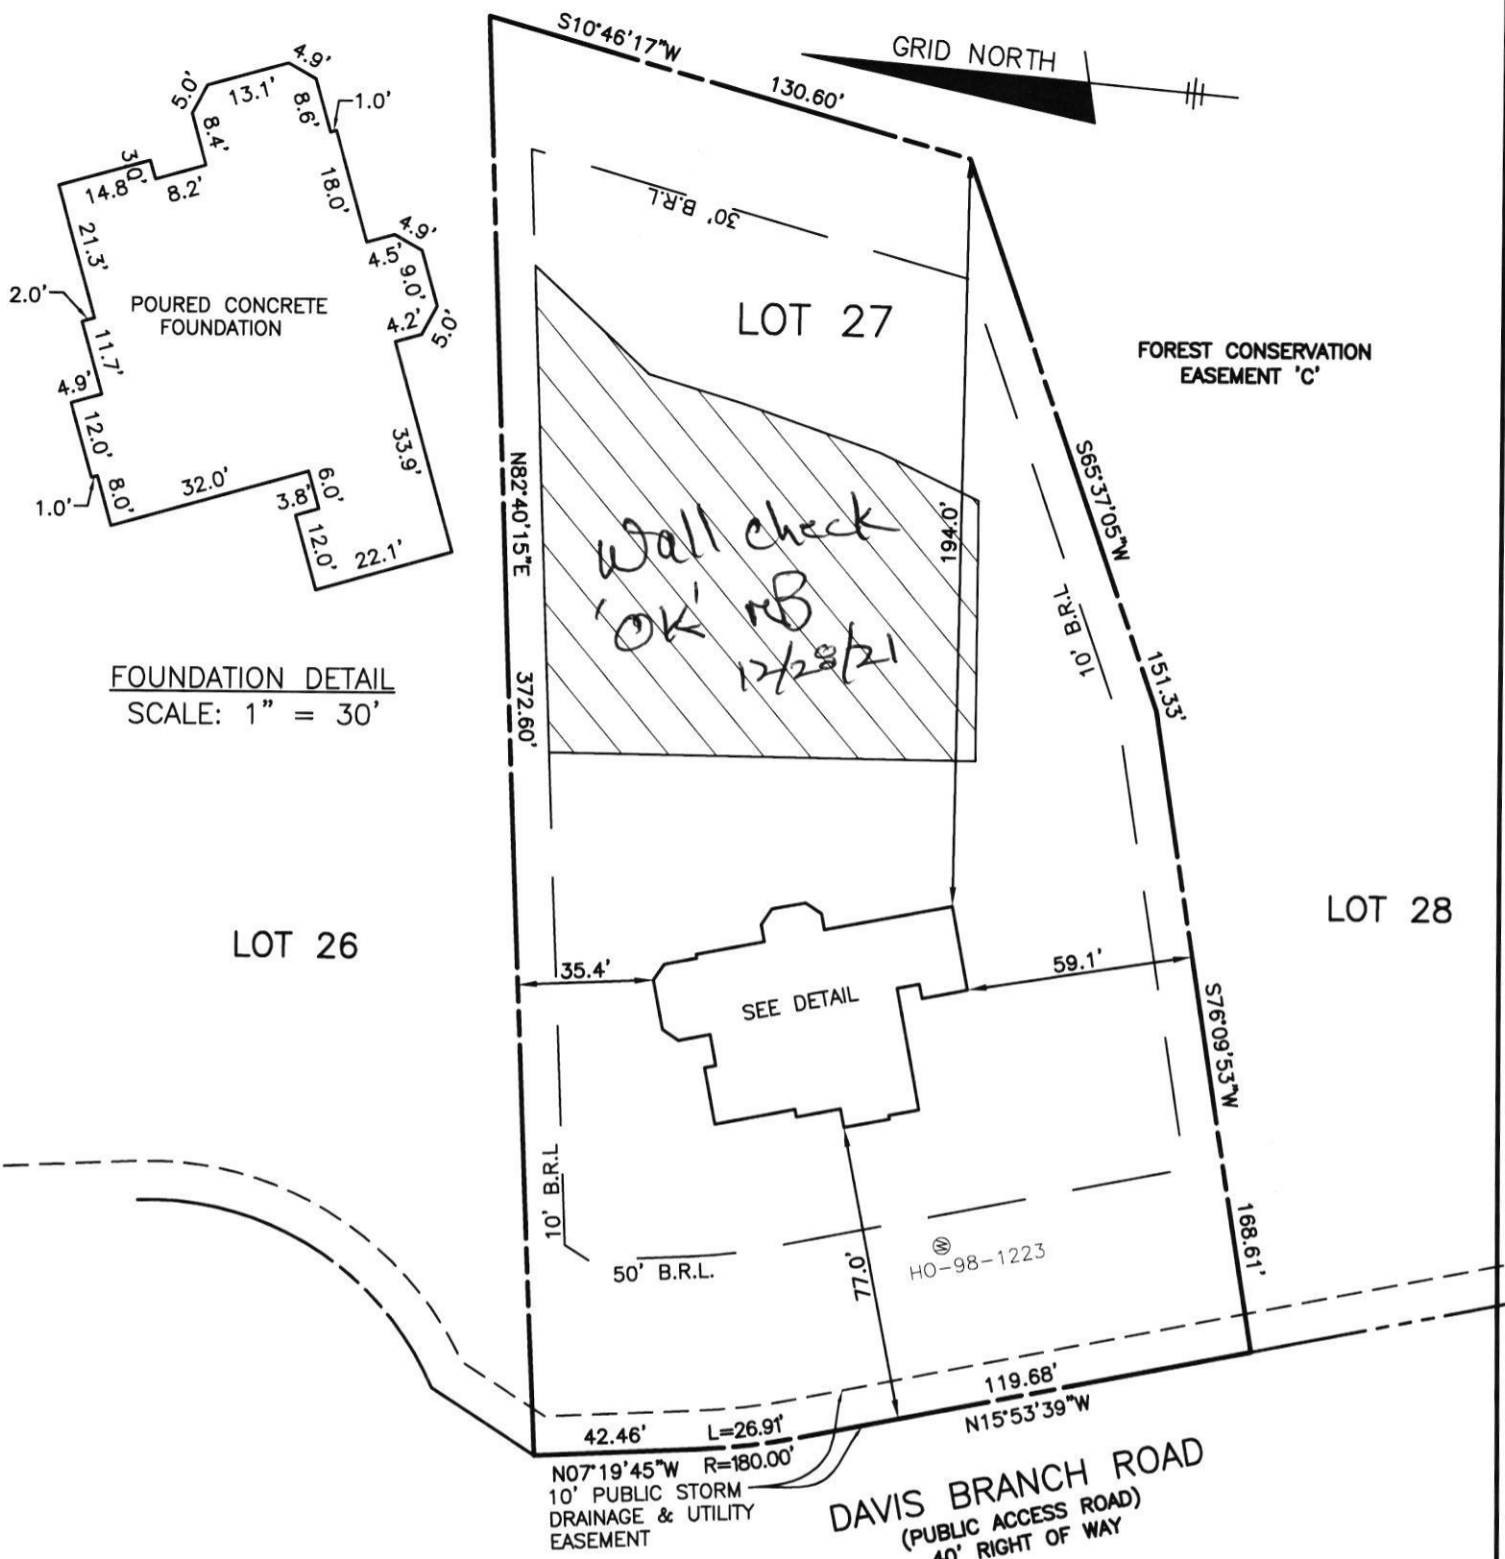 S10°46'17"W
130.60'
GRID NORTH
4.9'
5.0'
13.1'
8.6'
1.0'
8.4'
3.0'
14.8'
8.2'
18.0'
21.3'
4.9'
4.5'
9.0'
2.0'
POURED CONCRETE
FOUNDATION
4.2'
5.0'
11.7'
4.9'
12.0'
33.9'
32.0'
6.0'
3.8'
1.0'
8.0'
12.0'
22.1'
FOUNDATION DETAIL
SCALE: 1" = 30'
30' B.R.L
LOT 27
FOREST CONSERVATION
EASEMENT 'C'
N82°40'15"E
372.60'
Wall check
'OK' rB
12/28/21
194.0'
S65°37'05"W
151.33'
10' B.R.L
LOT 26
LOT 28
35.4'
SEE DETAIL
59.1'
S76°09'53"W
168.61'
10' B.R.L
50' B.R.L.
77.0'
W
HO-98-1223
42.46'
L=26.91'
119.68'
N07°19'45"W
R=180.00'
N15°53'39"W
10' PUBLIC STORM
DRAINAGE & UTILITY
EASEMENT
DAVIS BRANCH ROAD
(PUBLIC ACCESS ROAD)
40' RIGHT OF WAY